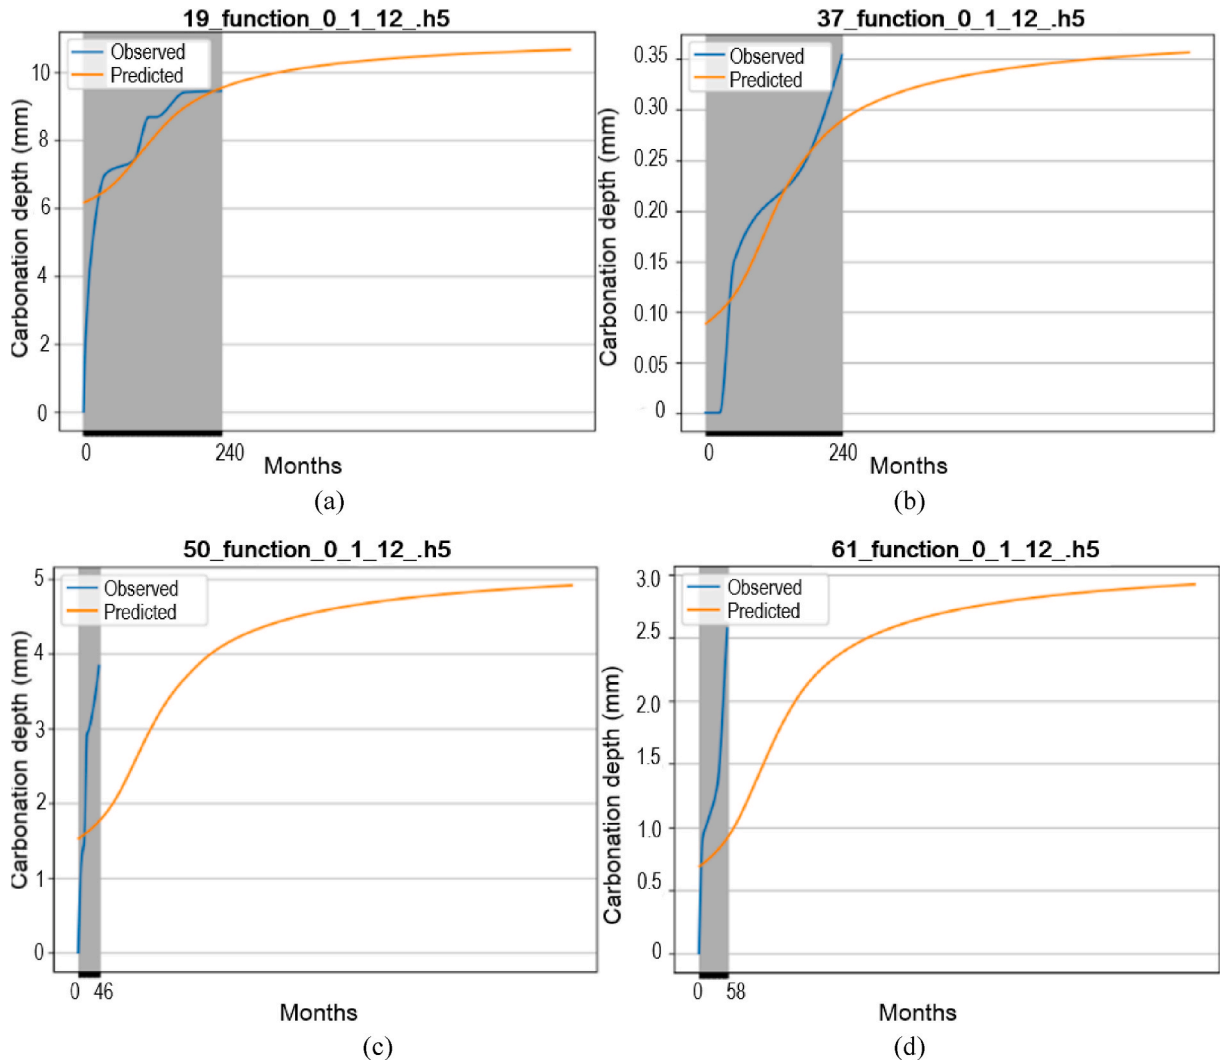 19_function_0_1_12_.h5
Observed
Predicted
Carbonation depth (mm)
10
8
6
4
2
0
0
240
Months
(a)
37_function_0_1_12_.h5
Observed
Predicted
Carbonation depth (mm)
0.35
0.30
0.25
0.20
0.15
0.10
0.05
0
0
240
Months
(b)
50_function_0_1_12_.h5
Observed
Predicted
Carbonation depth (mm)
5
4
3
2
1
0
0
46
Months
(c)
61_function_0_1_12_.h5
Observed
Predicted
Carbonation depth (mm)
3.0
2.5
2.0
1.5
1.0
0.5
0
0
58
Months
(d)